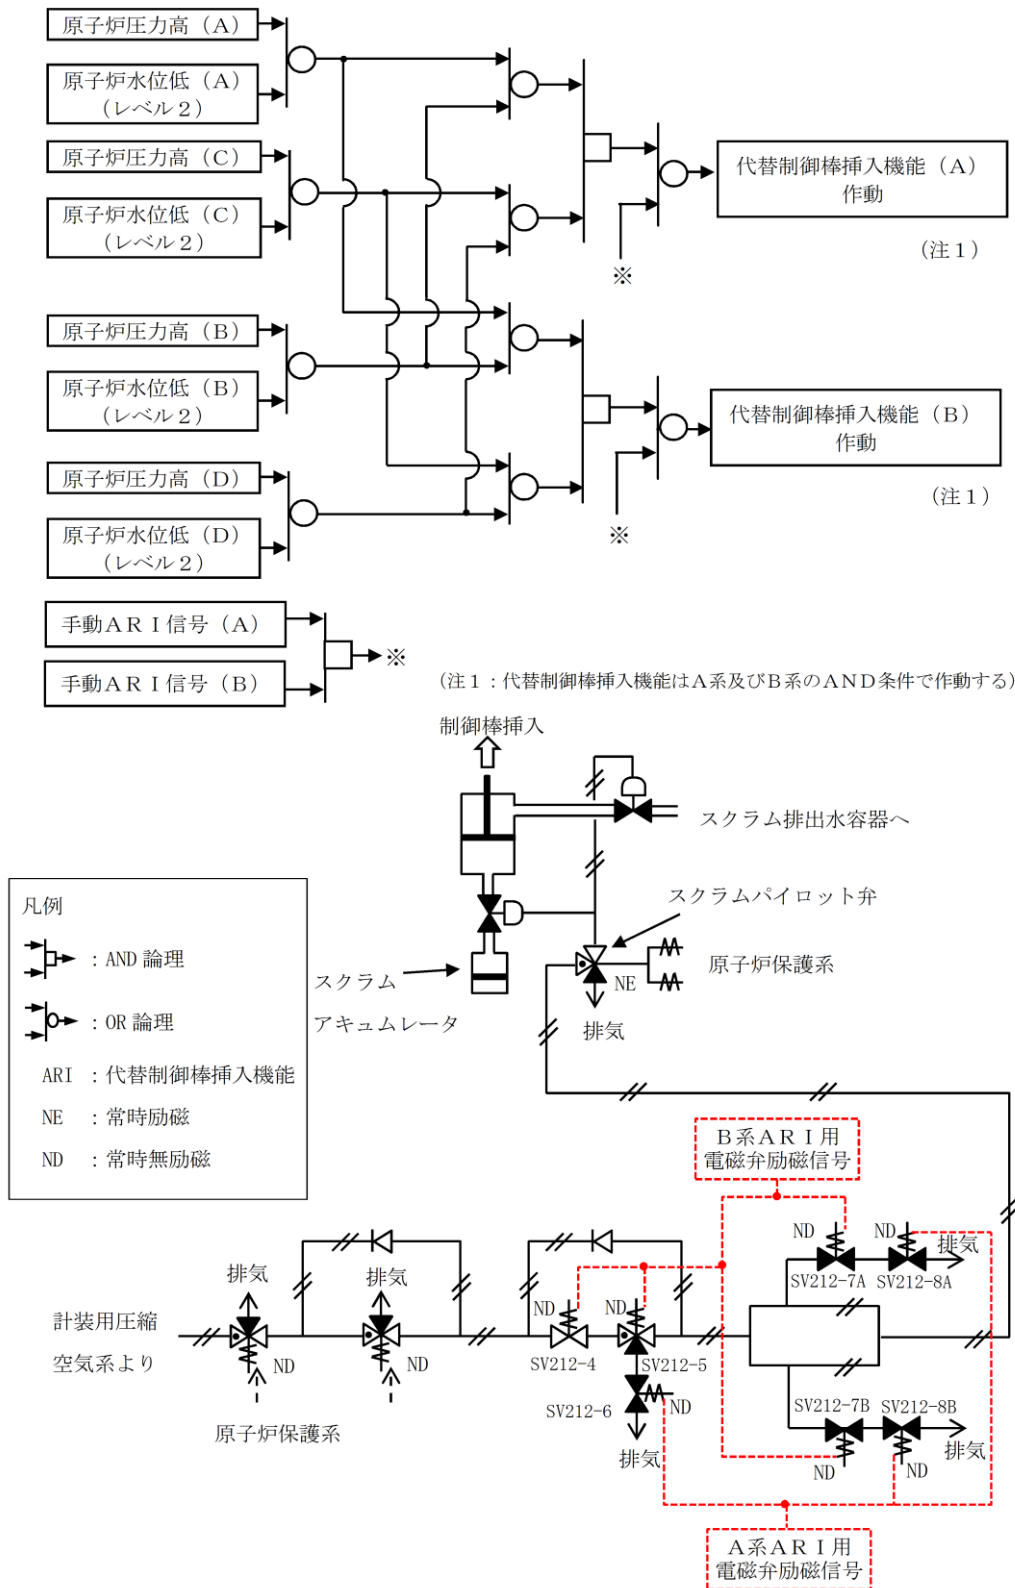 原子炉圧力高（A）
原子炉水位低（A）
（レベル２）
原子炉圧力高（C）
原子炉水位低（C）
（レベル２）
代替制御棒挿入機能（A）
作動
（注１）
※
原子炉圧力高（B）
原子炉水位低（B）
（レベル２）
代替制御棒挿入機能（B）
作動
（注１）
※
原子炉圧力高（D）
原子炉水位低（D）
（レベル２）
手動ＡＲＩ信号（A）
手動ＡＲＩ信号（B）
※
（注１：代替制御棒挿入機能はA系及びB系のAND条件で作動する）
制御棒挿入
スクラム排出水容器へ
スクラムパイロット弁
原子炉保護系
NE
排気
スクラム
アキュムレータ
凡例
：AND 論理
：OR 論理
ARI ：代替制御棒挿入機能
NE ：常時励磁
ND ：常時無励磁
Ｂ系ＡＲＩ用
電磁弁励磁信号
ND
ND
排気
SV212-7A
SV212-8A
排気
排気
計装用圧縮
空気系より
ND
ND
原子炉保護系
ND
ND
SV212-4
SV212-5
SV212-6
ND
排気
SV212-7B
SV212-8B
排気
ND
ND
Ａ系ＡＲＩ用
電磁弁励磁信号